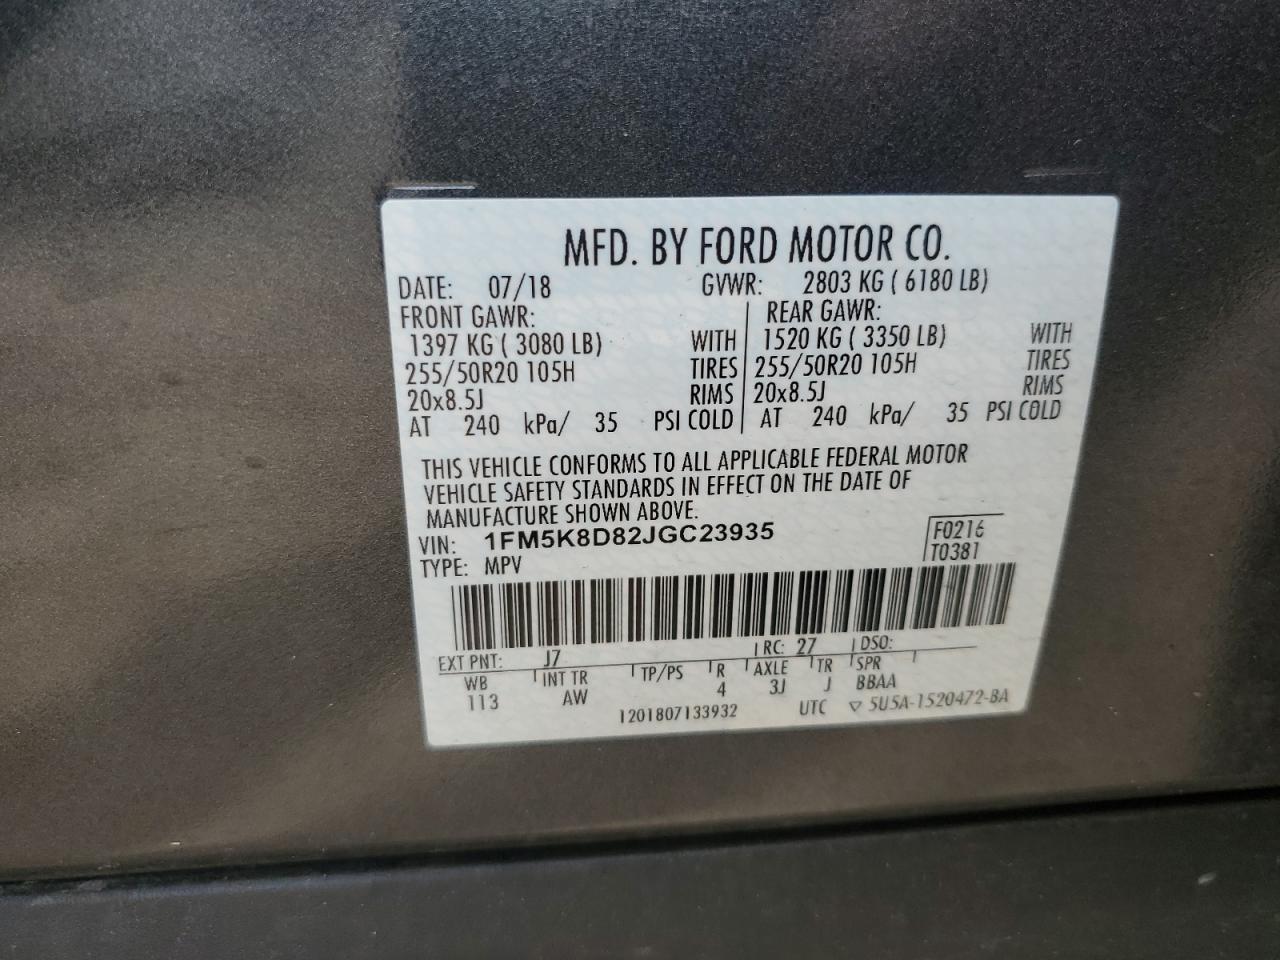 MFD. BY FORD MOTOR CO.
DATE: 07/18 GVWR: 2803 KG ( 6180 LB)
FRONT GAWR: REAR GAWR:
1397 KG ( 3080 LB) WITH 1520 KG ( 3350 LB) WITH
255/50R20 105H TIRES 255/50R20 105H TIRES
20x8.5J RIMS 20x8.5J RIMS
AT 240 kPa/ 35 PSI COLD AT 240 kPa/ 35 PSI COLD
THIS VEHICLE CONFORMS TO ALL APPLICABLE FEDERAL MOTOR
VEHICLE SAFETY STANDARDS IN EFFECT ON THE DATE OF
MANUFACTURE SHOWN ABOVE.
VIN: 1FM5K8D82JGC23935 F0216
TYPE: MPV T0381
EXT PNT: J7 RC: 27 DSO:
WB INT TR TP/PS R AXLE TR SPR
113 AW 4 3J J BBAA
1201807133932 UTC ▽ 5U5A-1520472-BA